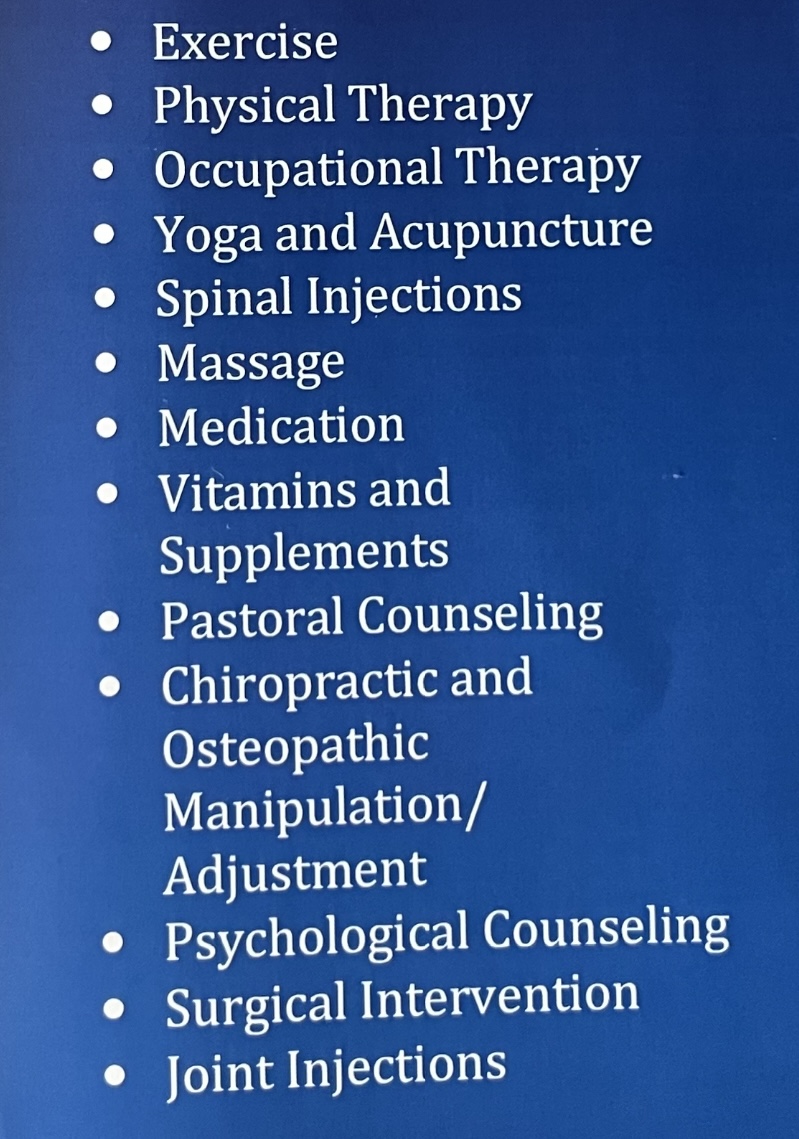 • Exercise
• Physical Therapy
• Occupational Therapy
• Yoga and Acupuncture
• Spinal Injections
• Massage
• Medication
• Vitamins and
Supplements
• Pastoral Counseling
• Chiropractic and
Osteopathic
Manipulation/
Adjustment
• Psychological Counseling
• Surgical Intervention
• Joint Injections